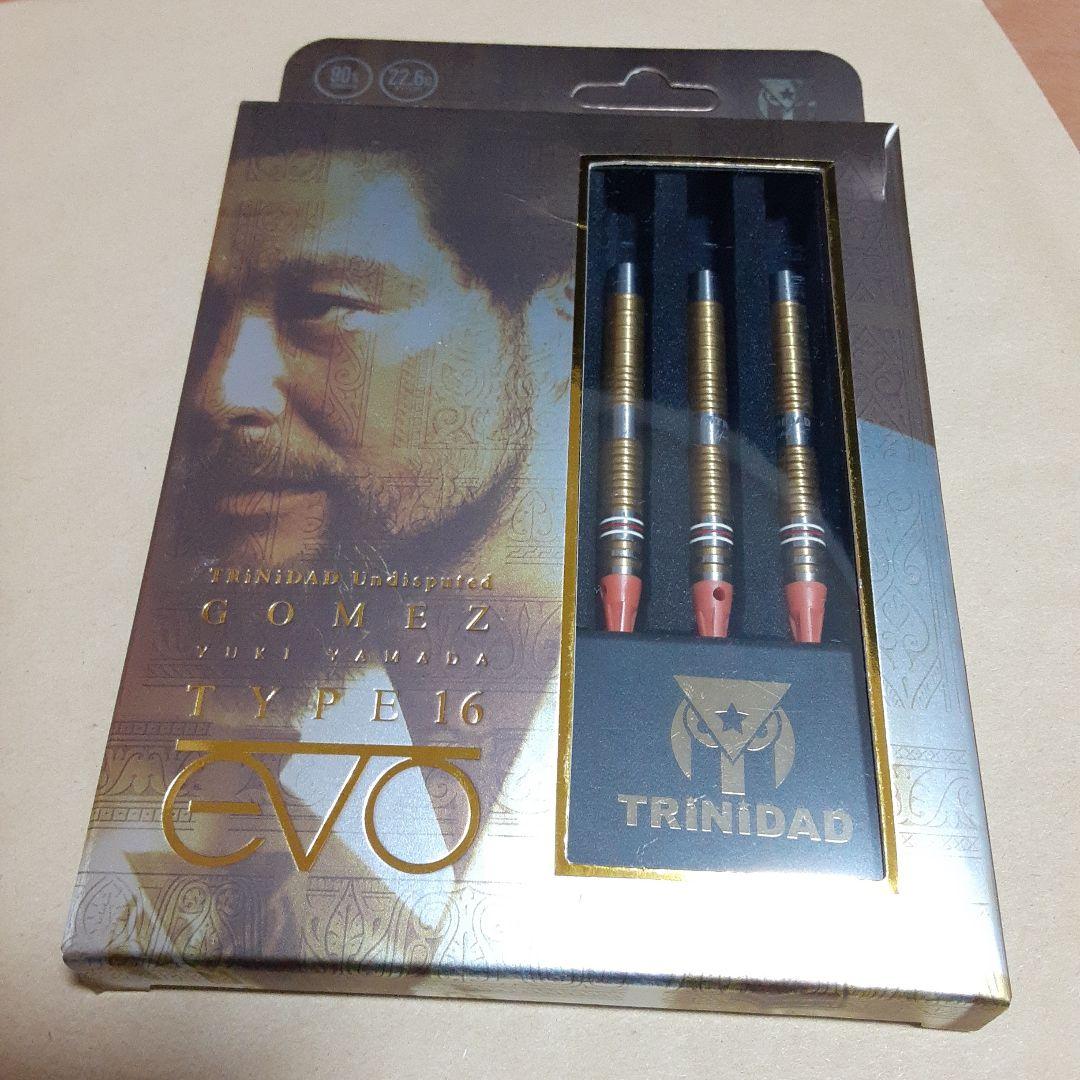 90%
22.6g
TRiNiDAD Undisputed
GOMEZ
YUKI YAMADA
TYPE 16
evo
TRiNiDAD